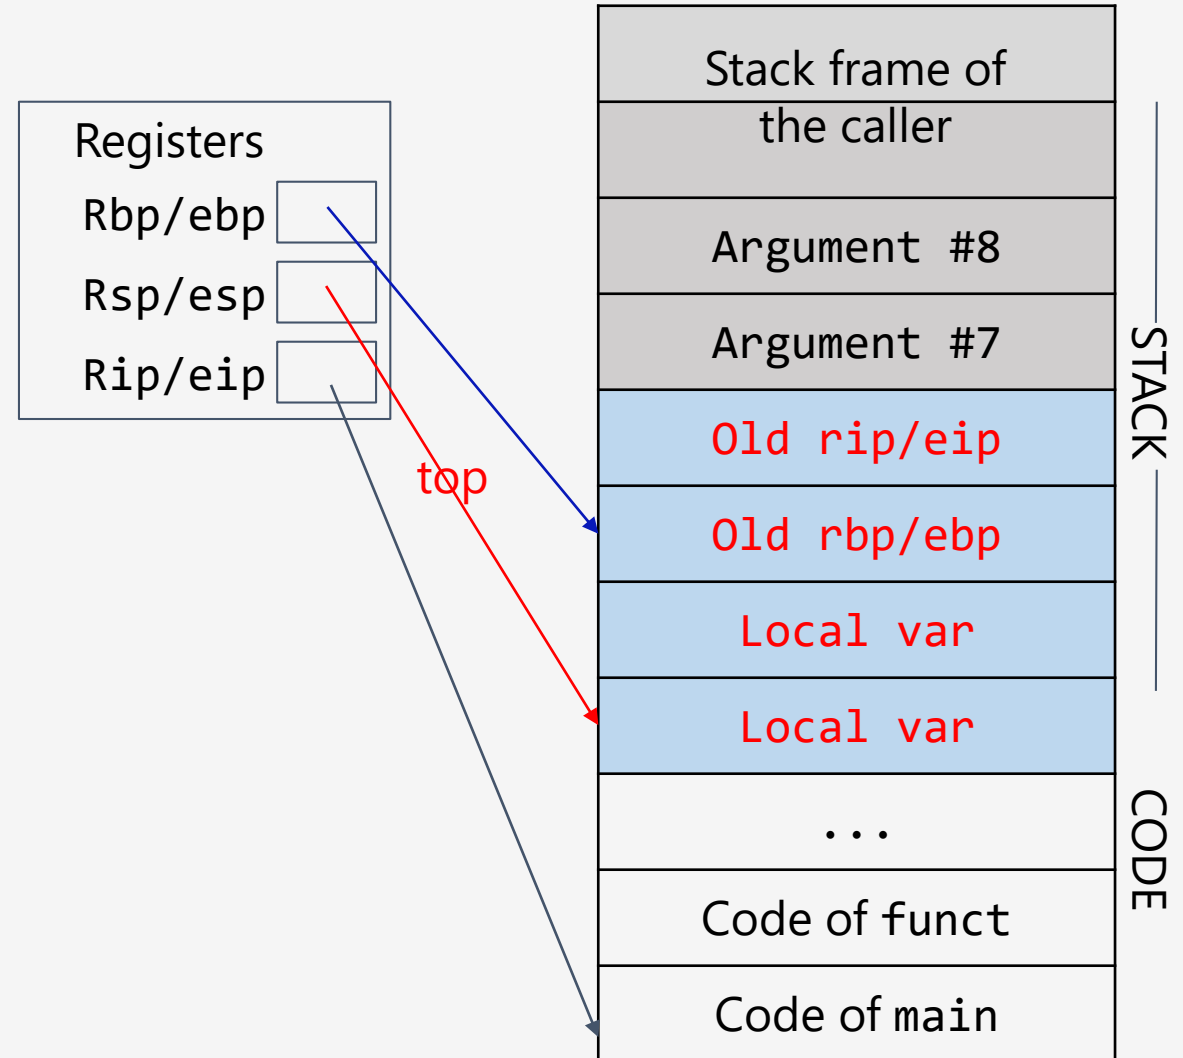 Registers
Rbp/ebp
Rsp/esp
Rip/eip
top
Stack frame of
the caller
Argument #8
Argument #7
Old rip/eip
Old rbp/ebp
Local var
Local var
...
Code of funct
Code of main
STACK
CODE